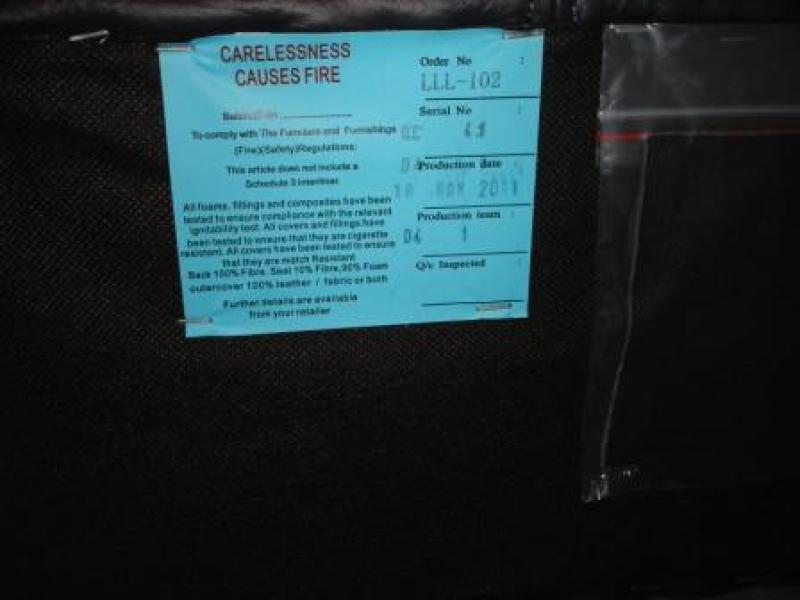 CARELESSNESS
CAUSES FIRE
To comply with The Furniture and Furnishings
(Fire)(Safety)Regulations:
This article does not include a
Schedule 3 interliner.
All foams, fillings and composites have been
tested to ensure compliance with the relevant
ignitability test. All covers and fillings have
been tested to ensure that they are cigarette
resistant. All covers have been tested to ensure
that they are match Resistant
Back 100% Fibre. Seat 10% Fibre,90% Foam
outercover 100% leather / fabric or both
Further details are available
from your retailer
Order No :
LLL-102
Serial No :
Production date
NOV 2011
Production team :
04 1
Q/c Inspected :